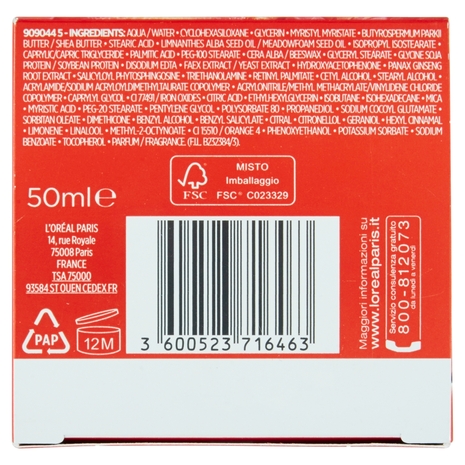 909044 5 - INGREDIENTS: AQUA / WATER • CYCLOHEXASILOXANE • GLYCERIN • MYRISTYL MYRISTATE • BUTYROSPERMUM PARKII
BUTTER / SHEA BUTTER • STEARIC ACID • LIMNANTHES ALBA SEED OIL / MEADOWFOAM SEED OIL • ISOPROPYL ISOSTEARATE •
CAPRYLIC/CAPRIC TRIGLYCERIDE • PALMITIC ACID • PEG-100 STEARATE • CERA ALBA / BEESWAX • GLYCERYL STEARATE • GLYCINE SOJA
PROTEIN / SOYBEAN PROTEIN • DISODIUM EDTA • FAEX EXTRACT / YEAST EXTRACT • HYDROXYACETOPHENONE • PANAX GINSENG
ROOT EXTRACT • SALICYLOYL PHYTOSPHINGOSINE • TRIETHANOLAMINE • RETINYL PALMITATE • CETYL ALCOHOL • STEARYL ALCOHOL •
ACRYLAMIDE/SODIUM ACRYLOYLDIMETHYLTAURATE COPOLYMER • ACRYLONITRILE/METHYL METHACRYLATE/VINYLIDENE CHLORIDE
COPOLYMER • CAPRYLYL GLYCOL • CI 77491 / IRON OXIDES • CITRIC ACID • ETHYLHEXYLGLYCERIN • ISOBUTANE • ISOHEXADECANE • MICA
• MYRISTIC ACID • PEG-20 STEARATE • PENTYLENE GLYCOL • POLYSORBATE 80 • PROPANEDIOL • SODIUM COCOYL GLUTAMATE •
SORBITAN OLEATE • DIMETHICONE • BENZYL ALCOHOL • BENZYL SALICYLATE • CITRAL • CITRONELLOL • GERANIOL • HEXYL CINNAMAL
• LIMONENE • LINALOOL • METHYL-2-OCTYNOATE • CI 15510 / ORANGE 4 • PHENOXYETHANOL • POTASSIUM SORBATE • SODIUM
BENZOATE • TOCOPHEROL • PARFUM / FRAGRANCE. (F.I.L. B232384/3).
50ml e
MISTO
Imballaggio
FSC
FSC® C023329
L'ORÉAL PARIS
14, rue Royale
75008 Paris
FRANCE
TSA 75000
93584 ST OUEN CEDEX FR
PAP
12M
3 600523 716463
Maggiori informazioni su
www.lorealparis.it
Servizio consulenza gratuito
800-812073
da lunedì a venerdì